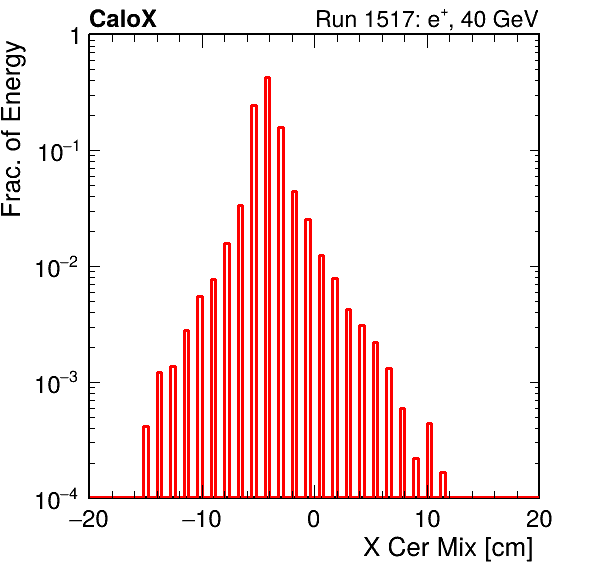 CaloX Run 1517: e⁺, 40 GeV
Frac. of Energy
1
10⁻¹
10⁻²
10⁻³
10⁻⁴
−20 −10 0 10 20
X Cer Mix [cm]